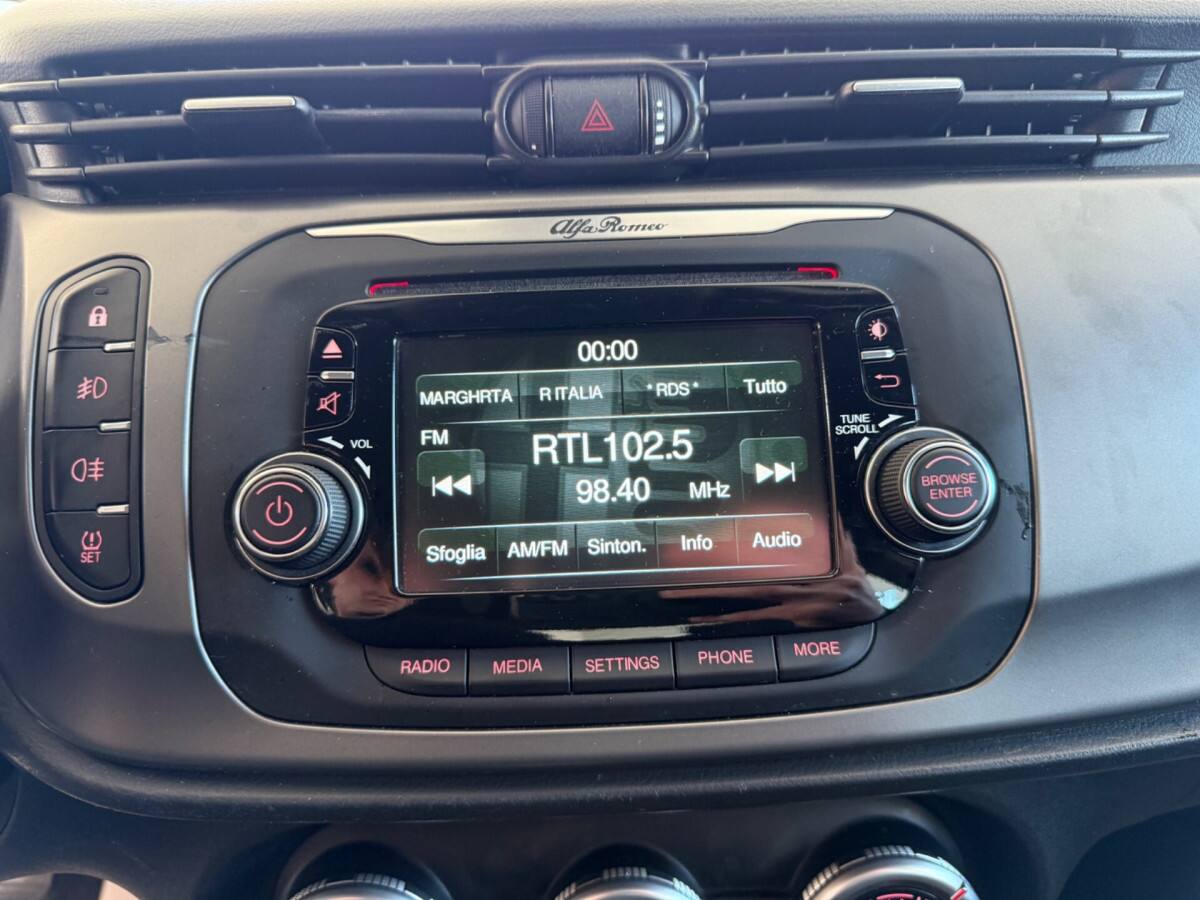 Alfa Romeo
00:00
MARGHRTA R ITALIA *RDS* Tutto
FM
RTL102.5
98.40 MHz
Sfoglia AM/FM Sinton. Info Audio
VOL
TUNE
SCROLL
BROWSE
ENTER
SET
RADIO MEDIA SETTINGS PHONE MORE